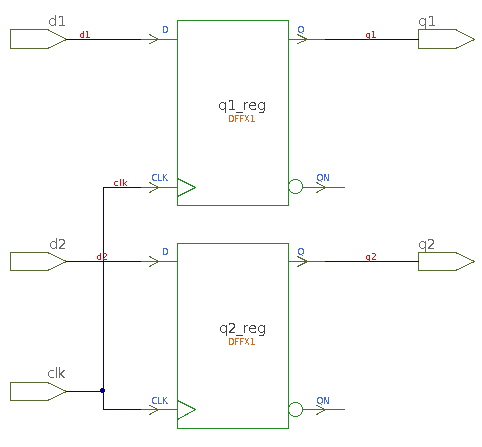 d1
q1
d1
D
Q
q1
q1_reg
DFFX1
clk
CLK
QN
d2
q2
d2
D
Q
q2
q2_reg
DFFX1
clk
CLK
QN